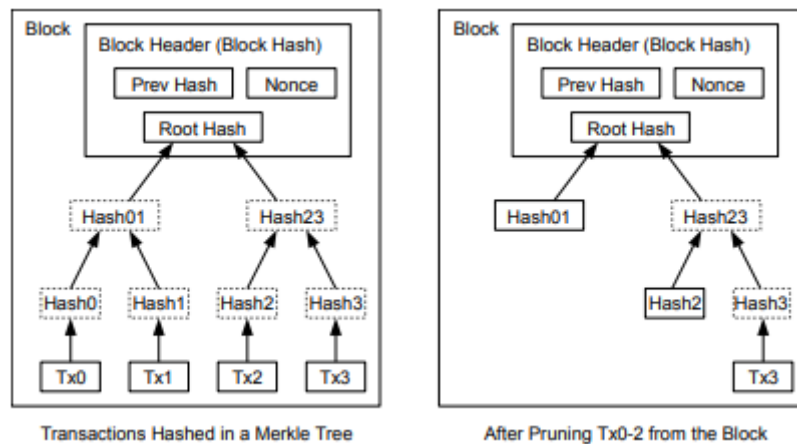 Block
Block Header (Block Hash)
Prev Hash
Nonce
Root Hash
Hash01
Hash23
Hash0
Hash1
Hash2
Hash3
Tx0
Tx1
Tx2
Tx3
Transactions Hashed in a Merkle Tree
Block
Block Header (Block Hash)
Prev Hash
Nonce
Root Hash
Hash01
Hash23
Hash2
Hash3
Tx3
After Pruning Tx0-2 from the Block